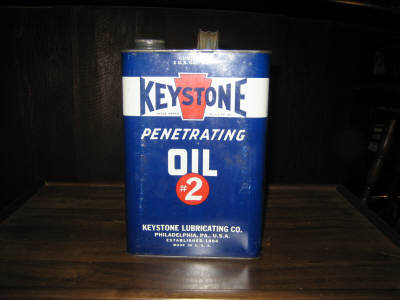 KEYSTONE
PENETRATING
OIL
#2
KEYSTONE LUBRICATING CO.
PHILADELPHIA, PA., U.S.A.
ESTABLISHED 1884
MADE IN U.S.A.